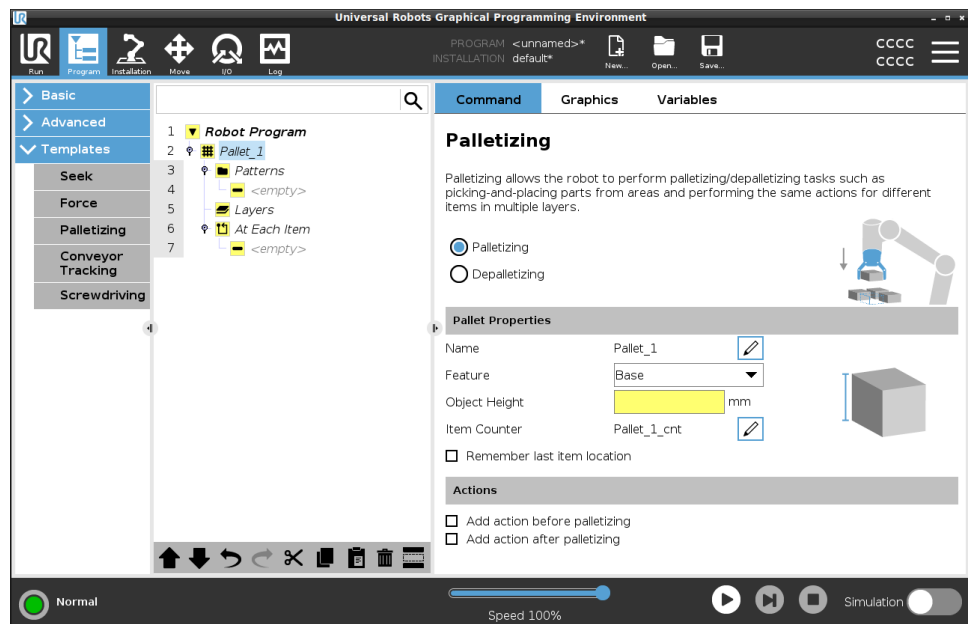 Universal Robots Graphical Programming Environment
Run Program Installation Move I/O Log
PROGRAM <unnamed>*
INSTALLATION default*
New... Open... Save...
cccc
cccc
Basic
Advanced
Templates
Seek
Force
Palletizing
Conveyor
Tracking
Screwdriving
1 Robot Program
2 Pallet_1
3 Patterns
4 <empty>
5 Layers
6 At Each Item
7 <empty>
Command Graphics Variables
Palletizing
Palletizing allows the robot to perform palletizing/depalletizing tasks such as
picking-and-placing parts from areas and performing the same actions for different
items in multiple layers.
Palletizing
Depalletizing
Pallet Properties
Name Pallet_1
Feature Base
Object Height mm
Item Counter Pallet_1_cnt
Remember last item location
Actions
Add action before palletizing
Add action after palletizing
Normal
Speed 100%
Simulation